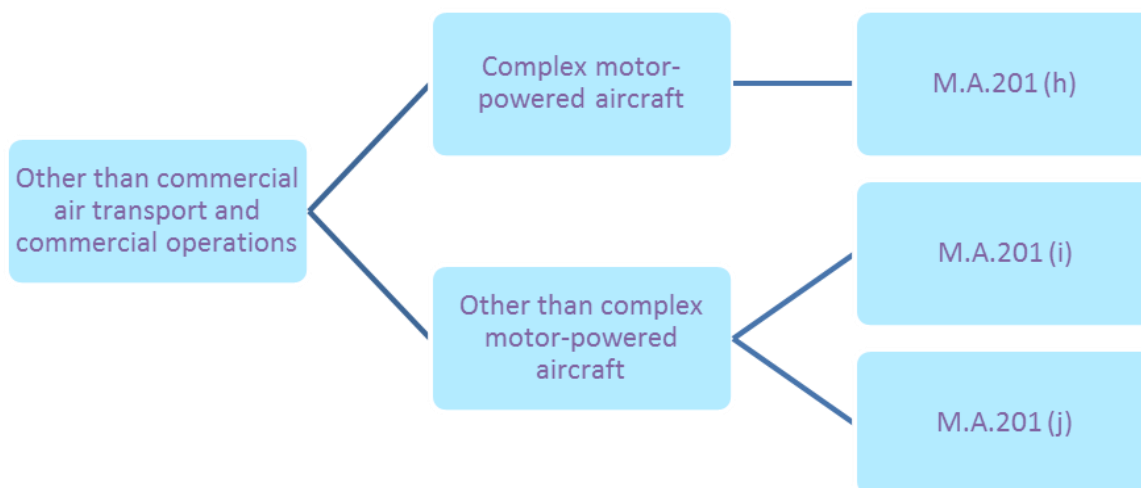 Other than commercial
air transport and
commercial operations
Complex motor-
powered aircraft
M.A.201 (h)
Other than complex
motor-powered
aircraft
M.A.201 (i)
M.A.201 (j)